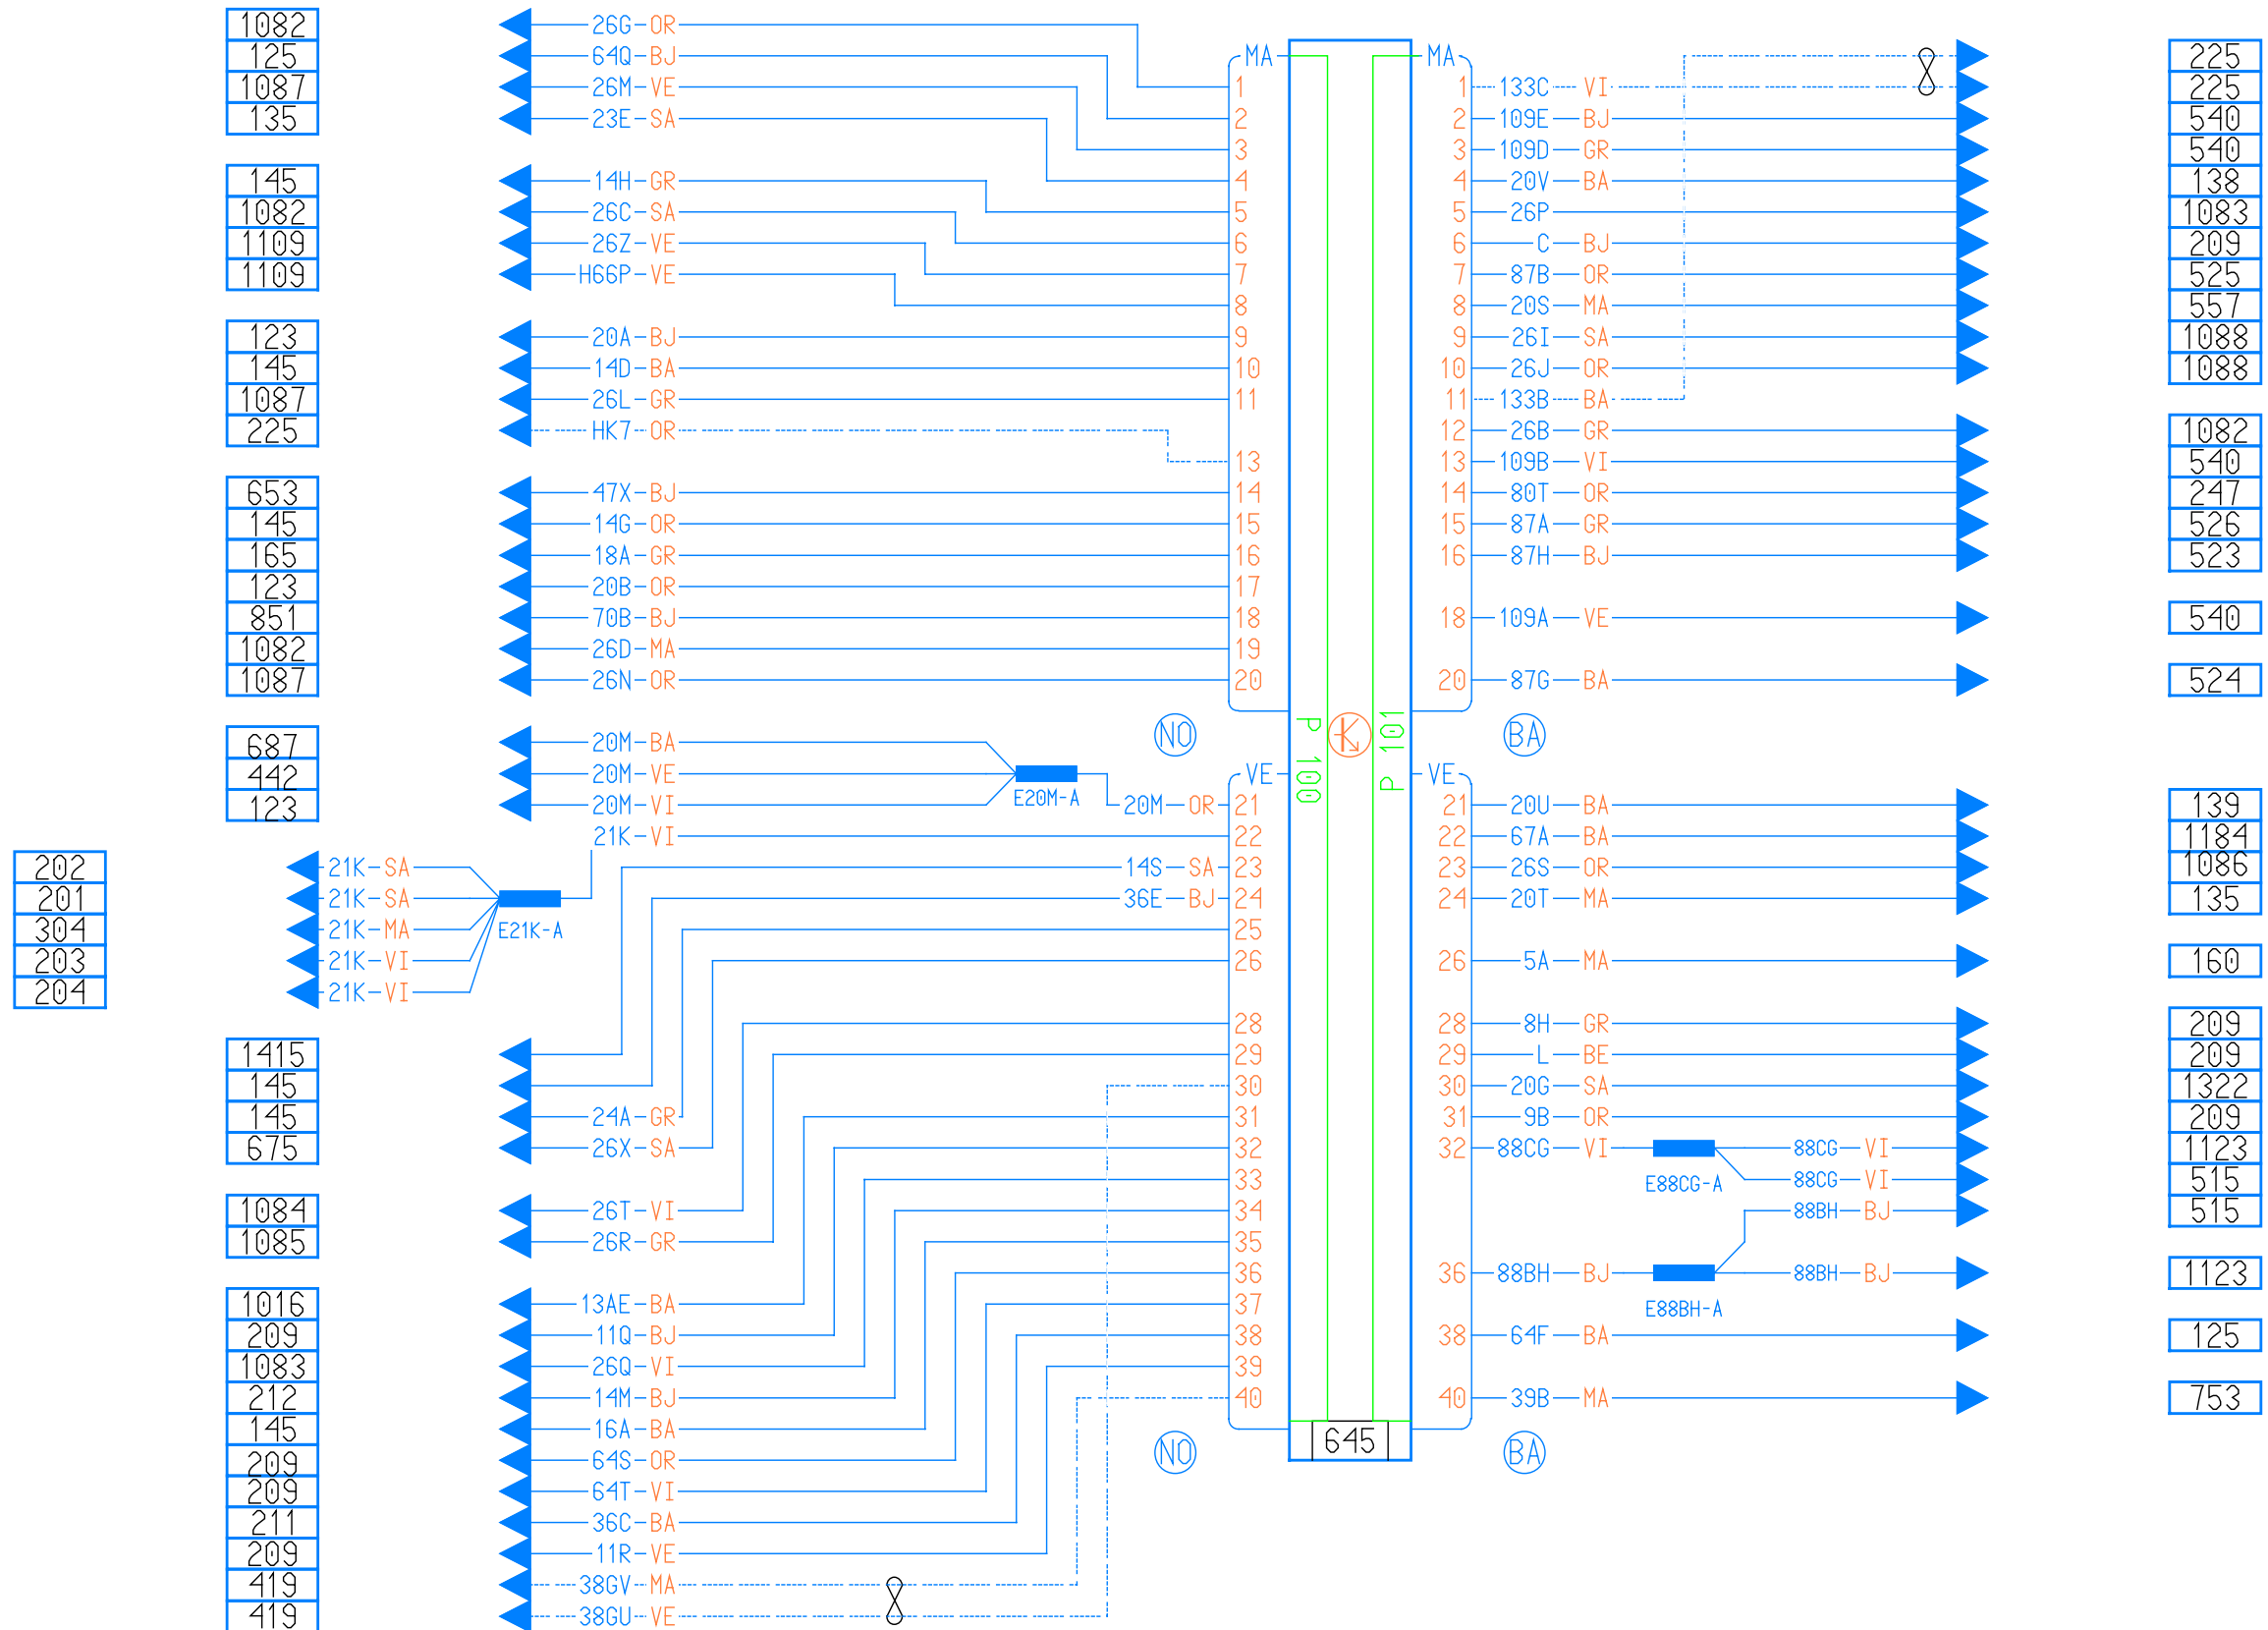 1082 26G OR
125 64Q BJ MA MA 225
1087 26M VE 1 1 133C VI 225
135 23E SA 2 2 109E BJ 540
3 3 109D GR 540
145 14H GR 4 4 20V BA 138
1082 26C SA 5 5 26P 1083
1109 26Z VE 6 6 C BJ 209
1109 H66P VE 7 7 87B OR 525
8 8 20S MA 557
123 20A BJ 9 9 26I SA 1088
145 14D BA 10 10 26J OR 1088
1087 26L GR 11 11 133B BA
225 HK7 OR 12 26B GR 1082
13 13 109B VI 540
653 47X BJ 14 14 80T OR 247
145 14G OR 15 15 87A GR 526
165 18A GR 16 16 87H BJ 523
123 20B OR 17
851 70B BJ 18 18 109A VE 540
1082 26D MA 19
1087 26N OR 20 20 87G BA 524
NO P 100 K P 101 BA
687 20M BA
442 20M VE VE VE
E20M-A
123 20M VI 20M OR 21 21 20U BA 139
21K VI 22 22 67A BA 1184
202 21K SA 14S SA 23 23 26S OR 1086
201 21K SA 36E BJ 24 24 20T MA 135
304 21K MA E21K-A 25
203 21K VI 26 26 5A MA 160
204 21K VI
28 28 8H GR 209
1415 29 29 L BE 209
145 30 30 20G SA 1322
145 24A GR 31 31 9B OR 209
675 26X SA 32 32 88CG VI 88CG VI 1123
33 E88CG-A 88CG VI 515
1084 26T VI 34 88BH BJ 515
1085 26R GR 35
36 36 88BH BJ 88BH BJ 1123
1016 13AE BA 37 E88BH-A
209 11Q BJ 38 38 64F BA 125
1083 26Q VI 39
212 14M BJ 40 40 39B MA 753
145 16A BA 645
NO BA
209 64S OR
209 64T VI
211 36C BA
209 11R VE
419 38GV MA
419 38GU VE